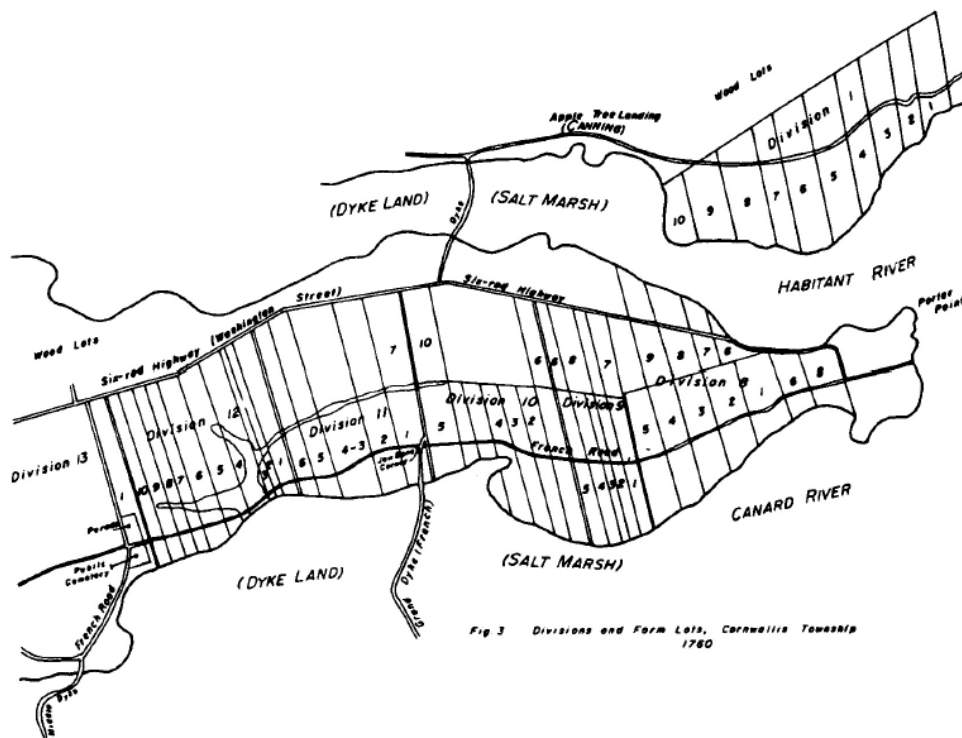 Wood Lots
Division 1
1
2
3
4
5
6
7
8
9
10
Apple Tree Landing
(CANNING)
(DYKE LAND)
Dyke
(SALT MARSH)
HABITANT RIVER
Porter
Point
Wood Lots
Six-rod Highway (Washington Street)
Six-rod Highway
7
10
6
6
8
7
9
8
7
6
Division 13
Division 12
Division 11
Division 10
Division 9
Division 8
1
10
9
8
7
6
5
4
3
2
1
6
5
4-3
2
1
5
4
3
2
5
4
3
2
1
5
4
3
2
1
6
8
Corner
French Road
Parade
Public
Cemetery
French Road
Middle Dyke
Grand Dyke (French)
(DYKE LAND)
(SALT MARSH)
CANARD RIVER
Fig. 3 Divisions and Farm Lots, Cornwallis Township
1760